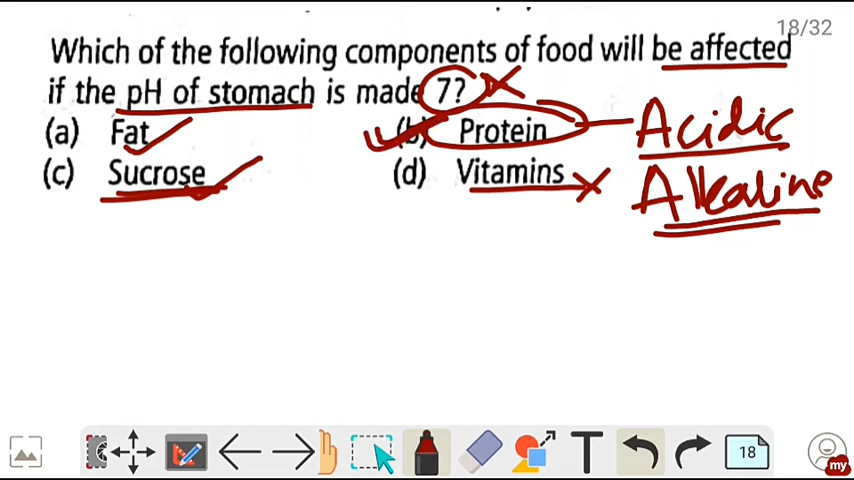 18/32
Which of the following components of food will be affected
if the pH of stomach is made 7?
(a) Fat (b) Protein Acidic
(c) Sucrose (d) Vitamins Alkaline
T
18
my